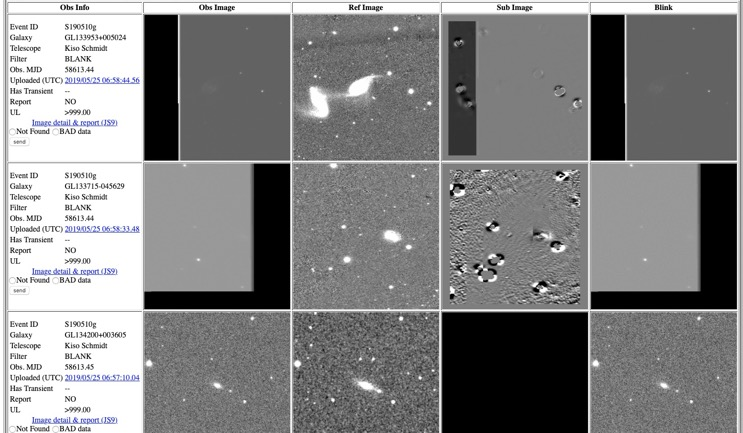 Obs Info Obs Image Ref Image Sub Image Blink
Event ID S190510g
Galaxy GL133953+005024
Telescope Kiso Schmidt
Filter BLANK
Obs. MJD 58613.44
Uploaded (UTC) 2019/05/25 06:58:44.56
Has Transient --
Report NO
UL >999.00
Image detail & report (JS9)
Not Found BAD data
send
Event ID S190510g
Galaxy GL133715-045629
Telescope Kiso Schmidt
Filter BLANK
Obs. MJD 58613.44
Uploaded (UTC) 2019/05/25 06:58:33.48
Has Transient --
Report NO
UL >999.00
Image detail & report (JS9)
Not Found BAD data
send
Event ID S190510g
Galaxy GL134200+003605
Telescope Kiso Schmidt
Filter BLANK
Obs. MJD 58613.45
Uploaded (UTC) 2019/05/25 06:57:10.04
Has Transient --
Report NO
UL >999.00
Image detail & report (JS9)
Not Found BAD data